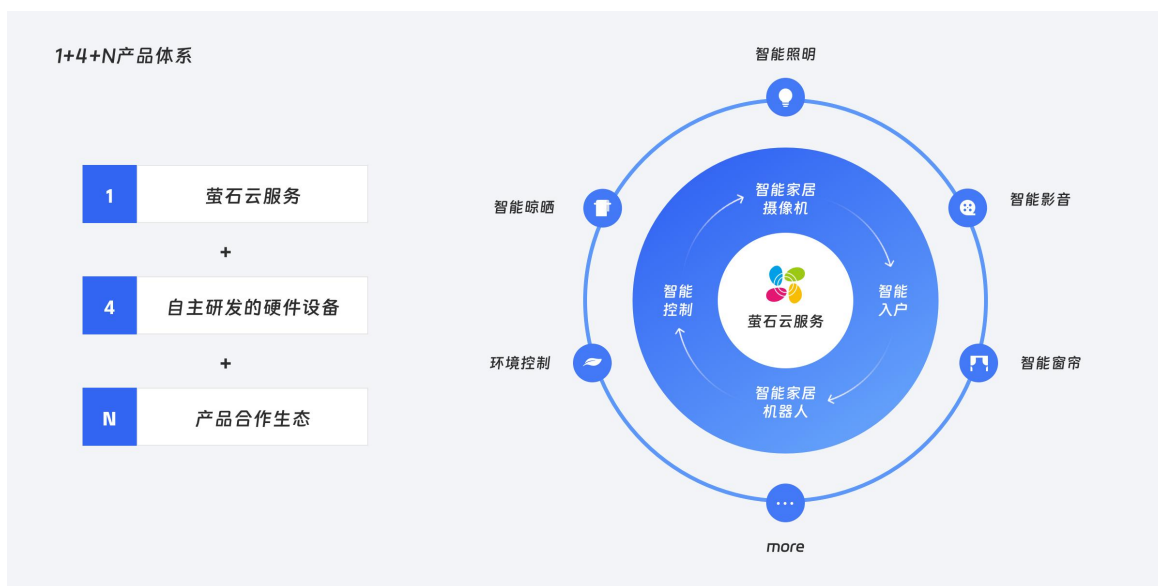 1+4+N产品体系
1
萤石云服务
+
4
自主研发的硬件设备
+
N
产品合作生态
智能照明
智能影音
智能窗帘
more
环境控制
智能晾晒
智能家居
摄像机
智能
入户
智能家居
机器人
智能
控制
萤石云服务